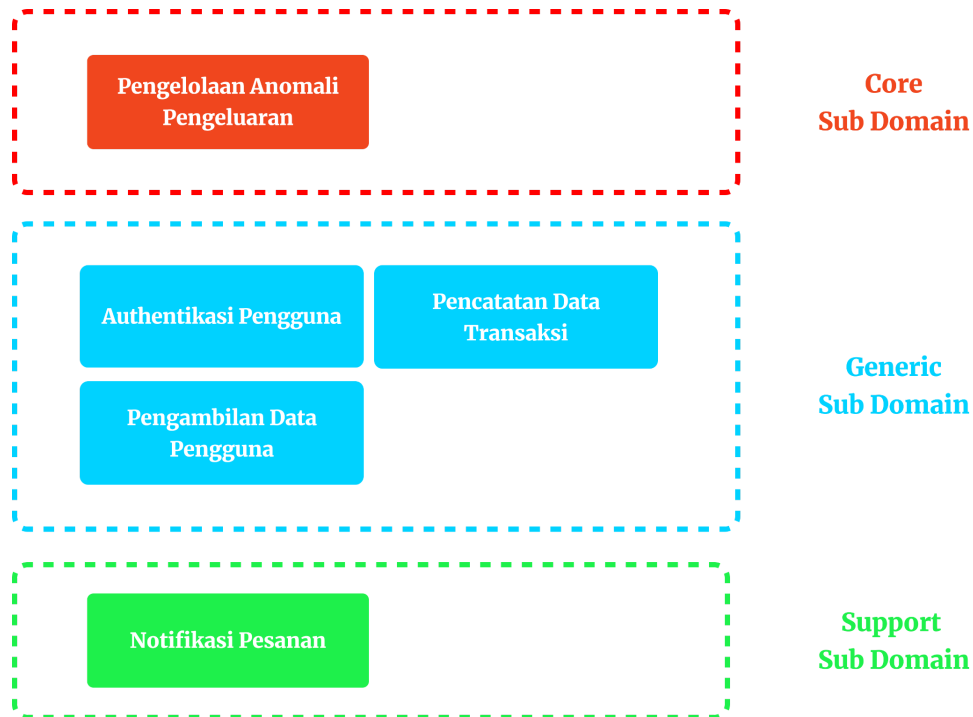 Pengelolaan Anomali
Pengeluaran
Core
Sub Domain
Authentikasi Pengguna
Pencatatan Data
Transaksi
Pengambilan Data
Pengguna
Generic
Sub Domain
Notifikasi Pesanan
Support
Sub Domain